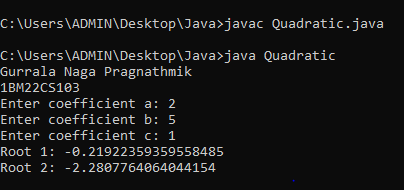 C:\Users\ADMIN\Desktop\Java>javac Quadratic.java
C:\Users\ADMIN\Desktop\Java>java Quadratic
Gurrala Naga Pragnathmik
1BM22CS103
Enter coefficient a: 2
Enter coefficient b: 5
Enter coefficient c: 1
Root 1: -0.21922359359558485
Root 2: -2.2807764064044154